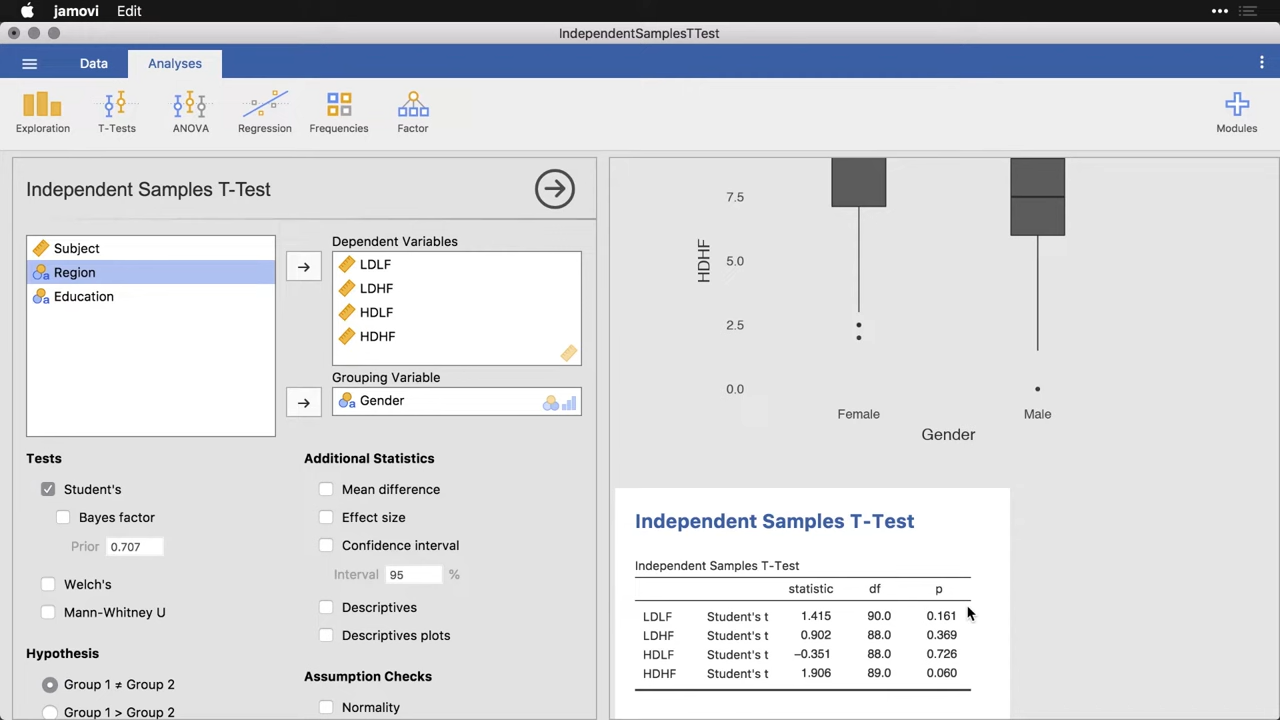 jamovi Edit
IndependentSamplesTTest
Data Analyses
Exploration T-Tests ANOVA Regression Frequencies Factor Modules
Independent Samples T-Test
Subject
Region
Education
Dependent Variables
LDLF
LDHF
HDLF
HDHF
Grouping Variable
Gender
Tests
Student's
Bayes factor
Prior 0.707
Welch's
Mann-Whitney U
Hypothesis
Group 1 ≠ Group 2
Group 1 > Group 2
Additional Statistics
Mean difference
Effect size
Confidence interval
Interval 95 %
Descriptives
Descriptives plots
Assumption Checks
Normality
HDHF
7.5
5.0
2.5
0.0
Female Male
Gender
Independent Samples T-Test
Independent Samples T-Test
statistic df p
LDLF Student's t 1.415 90.0 0.161
LDHF Student's t 0.902 88.0 0.369
HDLF Student's t −0.351 88.0 0.726
HDHF Student's t 1.906 89.0 0.060